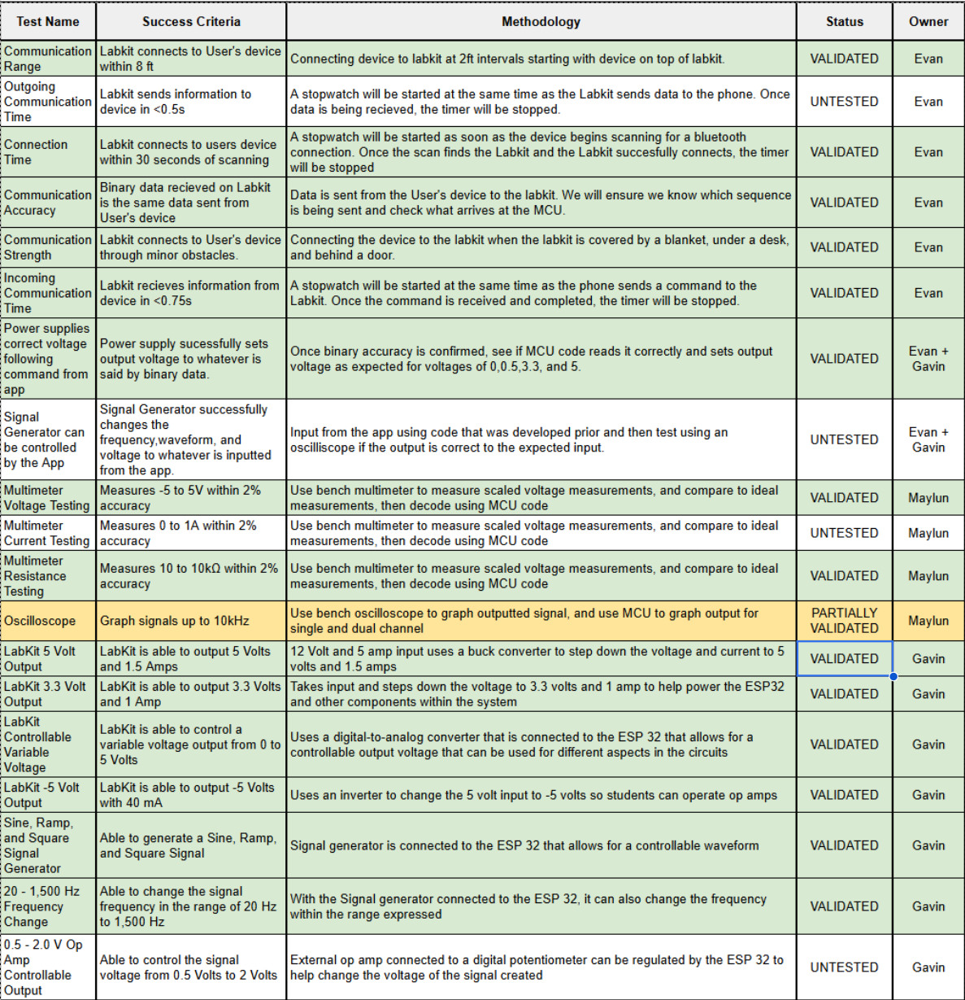 Test Name
Success Criteria
Methodology
Status
Owner
Communication
Range
Labkit connects to User's device
within 8 ft
Connecting device to labkit at 2ft intervals starting with device on top of labkit.
VALIDATED
Evan
Outgoing
Communication
Time
Labkit sends information to
device in <0.5s
A stopwatch will be started at the same time as the Labkit sends data to the phone. Once
data is being recieved, the timer will be stopped.
UNTESTED
Evan
Connection
Time
Labkit connects to users device
within 30 seconds of scanning
A stopwatch will be started as soon as the device begins scanning for a bluetooth
connection. Once the scan finds the Labkit and the Labkit succesfully connects, the timer
will be stopped
VALIDATED
Evan
Communication
Accuracy
Binary data recieved on Labkit
is the same data sent from
User's device
Data is sent from the User's device to the labkit. We will ensure we know which sequence
is being sent and check what arrives at the MCU.
VALIDATED
Evan
Communication
Strength
Labkit connects to User's device
through minor obstacles.
Connecting the device to the labkit when the labkit is covered by a blanket, under a desk,
and behind a door.
VALIDATED
Evan
Incoming
Communication
Time
Labkit recieves information from
device in <0.75s
A stopwatch will be started at the same time as the phone sends a command to the
Labkit. Once the command is received and completed, the timer will be stopped.
VALIDATED
Evan
Power supplies
correct voltage
following
command from
app
Power supply sucessfully sets
output voltage to whatever is
said by binary data.
Once binary accuracy is confirmed, see if MCU code reads it correctly and sets output
voltage as expected for voltages of 0,0.5,3.3, and 5.
VALIDATED
Evan +
Gavin
Signal
Generator can
be controlled
by the App
Signal Generator successfully
changes the
frequency,waveform, and
voltage to whatever is inputted
from the app.
Input from the app using code that was developed prior and then test using an
oscilliscope if the output is correct to the expected input.
UNTESTED
Evan +
Gavin
Multimeter
Voltage Testing
Measures -5 to 5V within 2%
accuracy
Use bench multimeter to measure scaled voltage measurements, and compare to ideal
measurements, then decode using MCU code
VALIDATED
Maylun
Multimeter
Current Testing
Measures 0 to 1A within 2%
accuracy
Use bench multimeter to measure scaled voltage measurements, and compare to ideal
measurements, then decode using MCU code
UNTESTED
Maylun
Multimeter
Resistance
Testing
Measures 10 to 10kΩ within 2%
accuracy
Use bench multimeter to measure scaled voltage measurements, and compare to ideal
measurements, then decode using MCU code
VALIDATED
Maylun
Oscilloscope
Graph signals up to 10kHz
Use bench oscilloscope to graph outputted signal, and use MCU to graph output for
single and dual channel
PARTIALLY
VALIDATED
Maylun
LabKit 5 Volt
Output
LabKit is able to output 5 Volts
and 1.5 Amps
12 Volt and 5 amp input uses a buck converter to step down the voltage and current to 5
volts and 1.5 amps
VALIDATED
Gavin
LabKit 3.3 Volt
Output
LabKit is able to output 3.3 Volts
and 1 Amp
Takes input and steps down the voltage to 3.3 volts and 1 amp to help power the ESP32
and other components within the system
VALIDATED
Gavin
LabKit
Controllable
Variable
Voltage
LabKit is able to control a
variable voltage output from 0 to
5 Volts
Uses a digital-to-analog converter that is connected to the ESP 32 that allows for a
controllable output voltage that can be used for different aspects in the circuits
VALIDATED
Gavin
LabKit -5 Volt
Output
LabKit is able to output -5 Volts
with 40 mA
Uses an inverter to change the 5 volt input to -5 volts so students can operate op amps
VALIDATED
Gavin
Sine, Ramp,
and Square
Signal
Generator
Able to generate a Sine, Ramp,
and Square Signal
Signal generator is connected to the ESP 32 that allows for a controllable waveform
VALIDATED
Gavin
20 - 1,500 Hz
Frequency
Change
Able to change the signal
frequency in the range of 20 Hz
to 1,500 Hz
With the Signal generator connected to the ESP 32, it can also change the frequency
within the range expressed
VALIDATED
Gavin
0.5 - 2.0 V Op
Amp
Controllable
Output
Able to control the signal
voltage from 0.5 Volts to 2 Volts
External op amp connected to a digital potentiometer can be regulated by the ESP 32 to
help change the voltage of the signal created
UNTESTED
Gavin